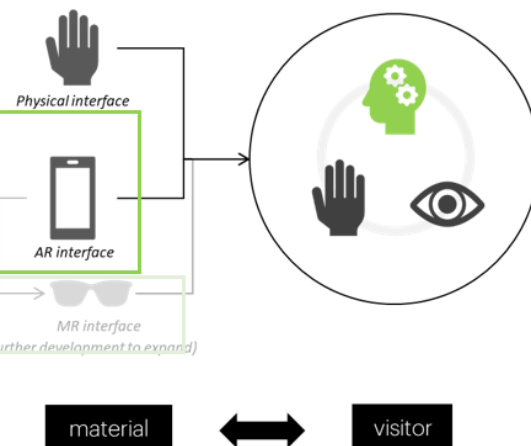 Physical interface
AR interface
MR interface
urther development to expand)
material
visitor